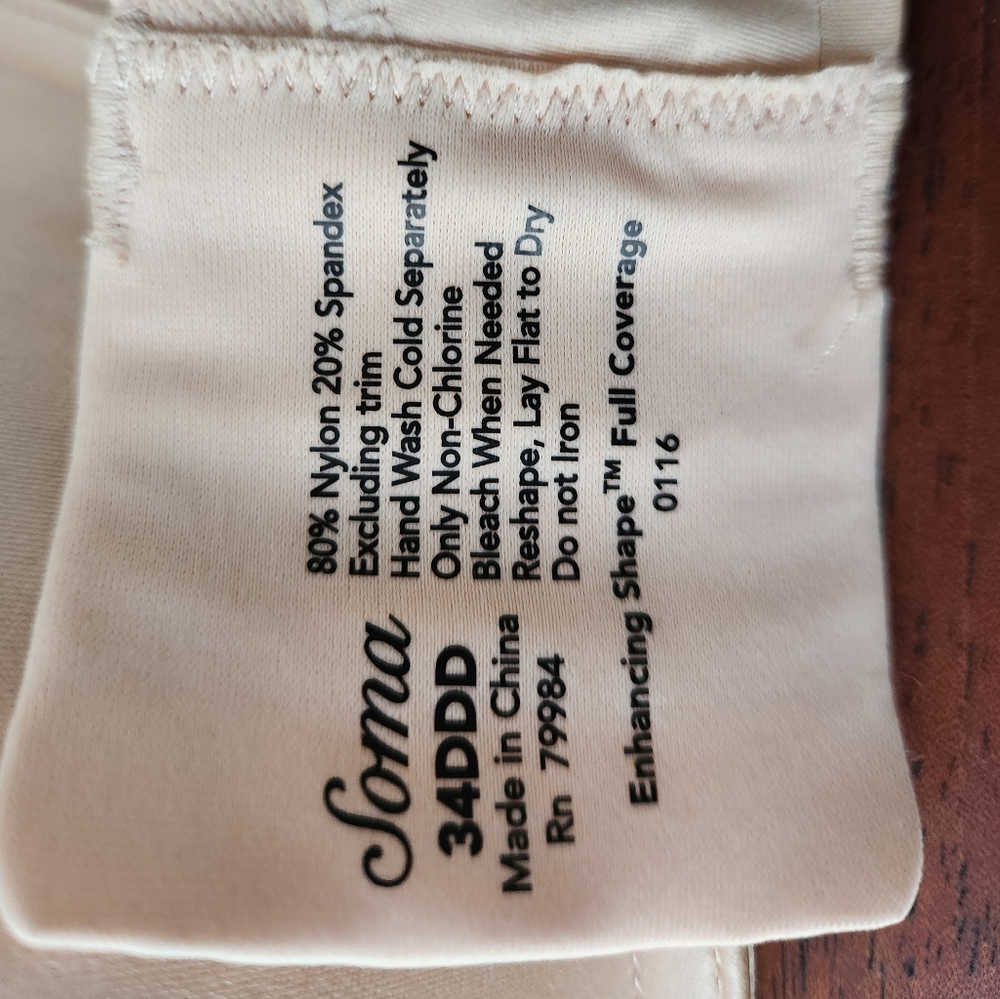 Soma
34DDD
Made in China
Rn 79984
80% Nylon 20% Spandex
Excluding trim
Hand Wash Cold Separately
Only Non-Chlorine
Bleach When Needed
Reshape, Lay Flat to Dry
Do not Iron
Enhancing Shape™ Full Coverage
0116